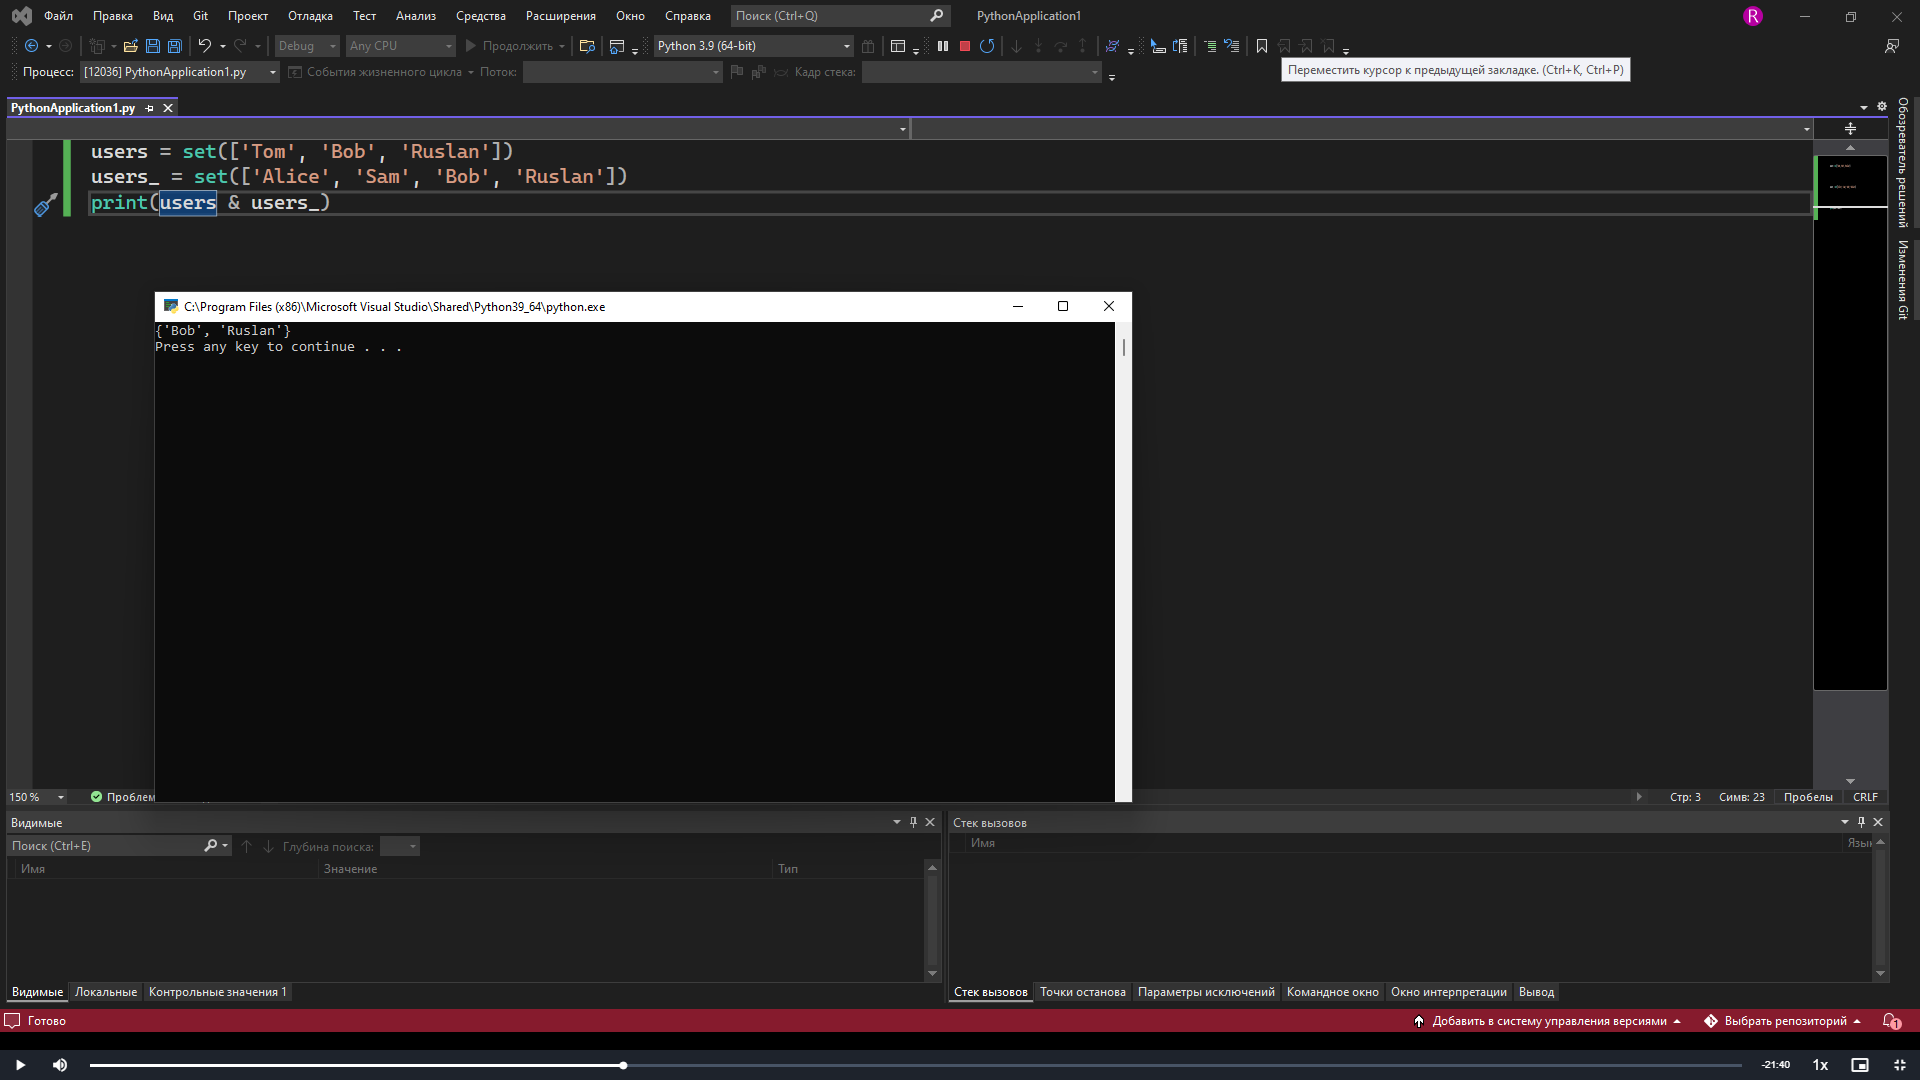 Файл Правка Вид Git Проект Отладка Тест Анализ Средства Расширения Окно Справка Поиск (Ctrl+Q) PythonApplication1 R
Debug Any CPU Продолжить Python 3.9 (64-bit)
Процесс: [12036] PythonApplication1.py События жизненного цикла Поток: Кадр стека:
Переместить курсор к предыдущей закладке. (Ctrl+K, Ctrl+P)
PythonApplication1.py
users = set(['Tom', 'Bob', 'Ruslan'])
users_ = set(['Alice', 'Sam', 'Bob', 'Ruslan'])
print(users & users_)
Обозреватель решений
Изменения Git
C:\Program Files (x86)\Microsoft Visual Studio\Shared\Python39_64\python.exe
{'Bob', 'Ruslan'}
Press any key to continue . . .
150 % Стр: 3 Симв: 23 Пробелы CRLF
Видимые
Поиск (Ctrl+E) Глубина поиска:
Имя Значение Тип
Видимые Локальные Контрольные значения 1
Стек вызовов
Имя
Стек вызовов Точки останова Параметры исключений Командное окно Окно интерпретации Вывод
Готово Добавить в систему управления версиями Выбрать репозиторий 1
-21:40 1x